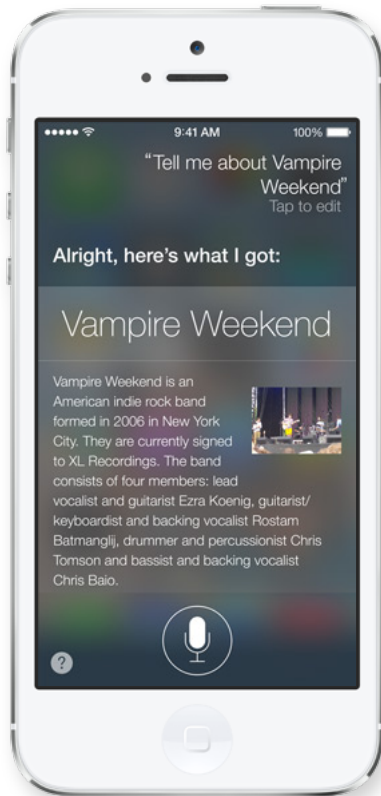 9:41 AM 100%
“Tell me about Vampire
Weekend”
Tap to edit
Alright, here’s what I got:
Vampire Weekend
Vampire Weekend is an
American indie rock band
formed in 2006 in New York
City. They are currently signed
to XL Recordings. The band
consists of four members: lead
vocalist and guitarist Ezra Koenig, guitarist/
keyboardist and backing vocalist Rostam
Batmanglij, drummer and percussionist Chris
Tomson and bassist and backing vocalist
Chris Baio.
?